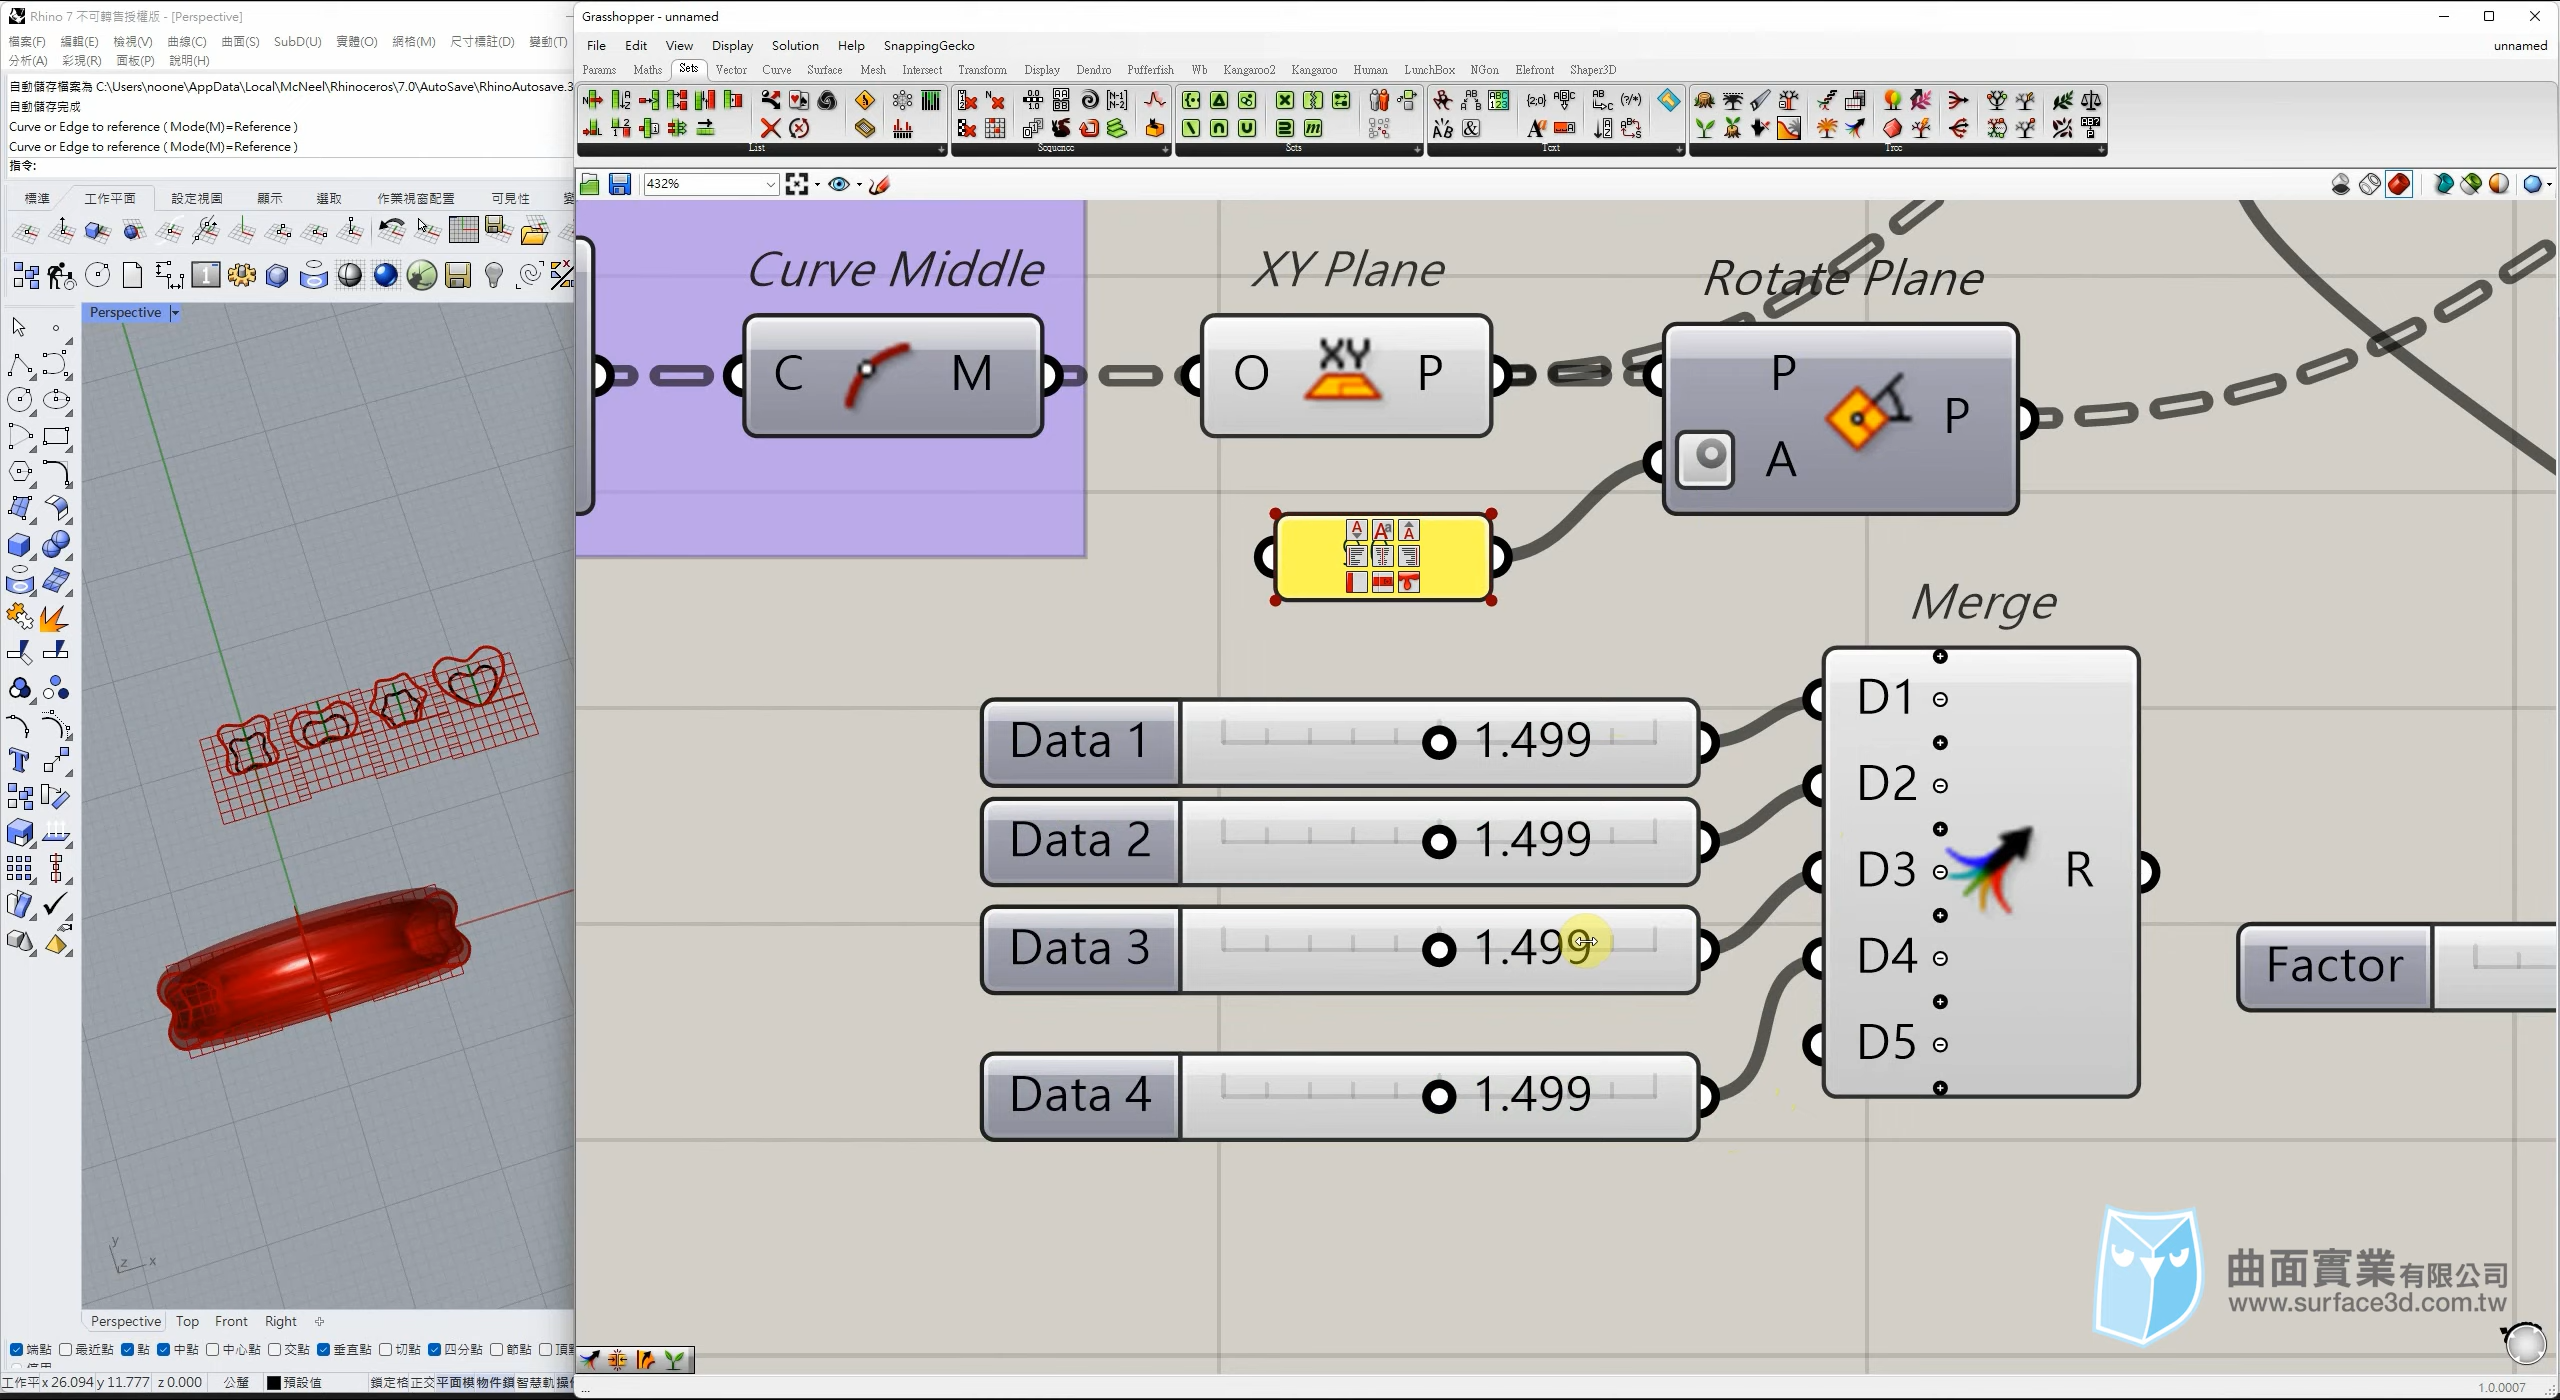 Rhino 7 不可轉售授權版 - [Perspective]
檔案(F) 編輯(E) 檢視(V) 曲線(C) 曲面(S) SubD(U) 實體(O) 網格(M) 尺寸標註(D) 變動(T)
分析(A) 彩現(R) 面板(P) 說明(H)
自動儲存檔案為 C:\Users\noone\AppData\Local\McNeel\Rhinoceros\7.0\AutoSave\RhinoAutosave.3
自動儲存完成
Curve or Edge to reference ( Mode(M)=Reference )
Curve or Edge to reference ( Mode(M)=Reference )
指令:
標準 工作平面 設定視圖 顯示 選取 作業視窗配置 可見性
Perspective
y
z x
Perspective Top Front Right
端點 最近點 點 中點 中心點 交點 垂直點 切點 四分點 節點
工作平 x 26.094 y 11.777 z 0.000 公釐 預設值 鎖定格 正交 平面模 物件鎖 智慧軌
Grasshopper - unnamed
File Edit View Display Solution Help SnappingGecko
unnamed
Params Maths Sets Vector Curve Surface Mesh Intersect Transform Display Dendro Pufferfish Wb Kangaroo2 Kangaroo Human LunchBox NGon Elefront Shaper3D
List Sequence Sets Text Tree
432%
Curve Middle
C M
XY Plane
O XY P
Rotate Plane
P
A
P
Merge
D1
D2
D3
D4
D5
R
Data 1 1.499
Data 2 1.499
Data 3 1.499
Data 4 1.499
Factor
曲面實業有限公司
www.surface3d.com.tw
...
1.0.0007